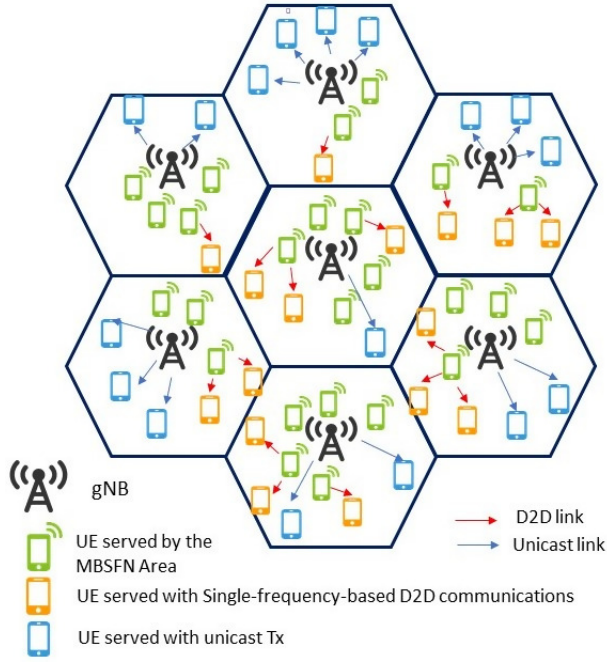 gNB
UE served by the
MBSFN Area
D2D link
Unicast link
UE served with Single-frequency-based D2D communications
UE served with unicast Tx